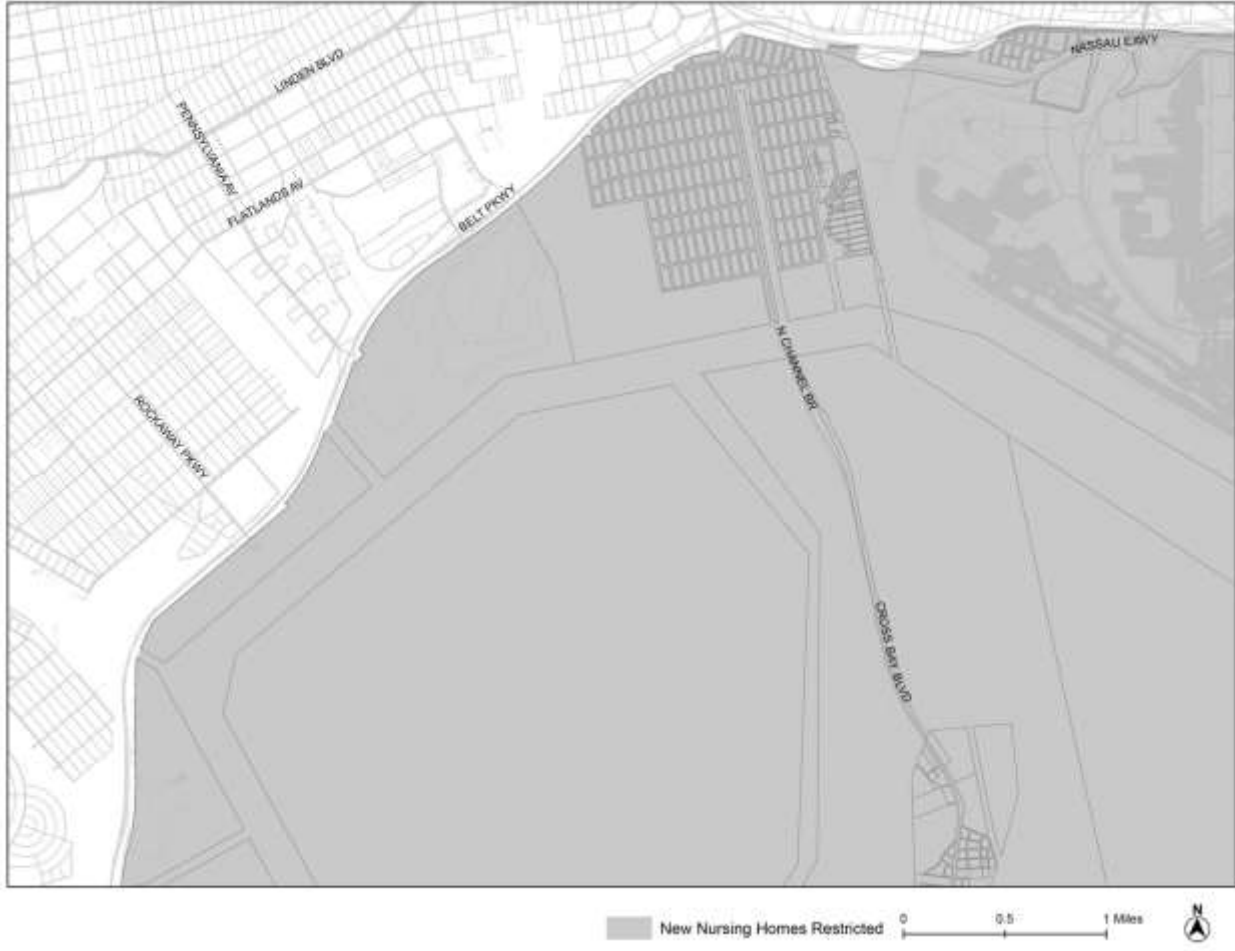 NASSAU EXWY
LINDEN BLVD
PENNSYLVANIA AV
FLATLANDS AV
BELT PKWY
N CHANNEL BR
ROCKAWAY PKWY
CROSS BAY BLVD
New Nursing Homes Restricted
0 0.5 1 Miles
N